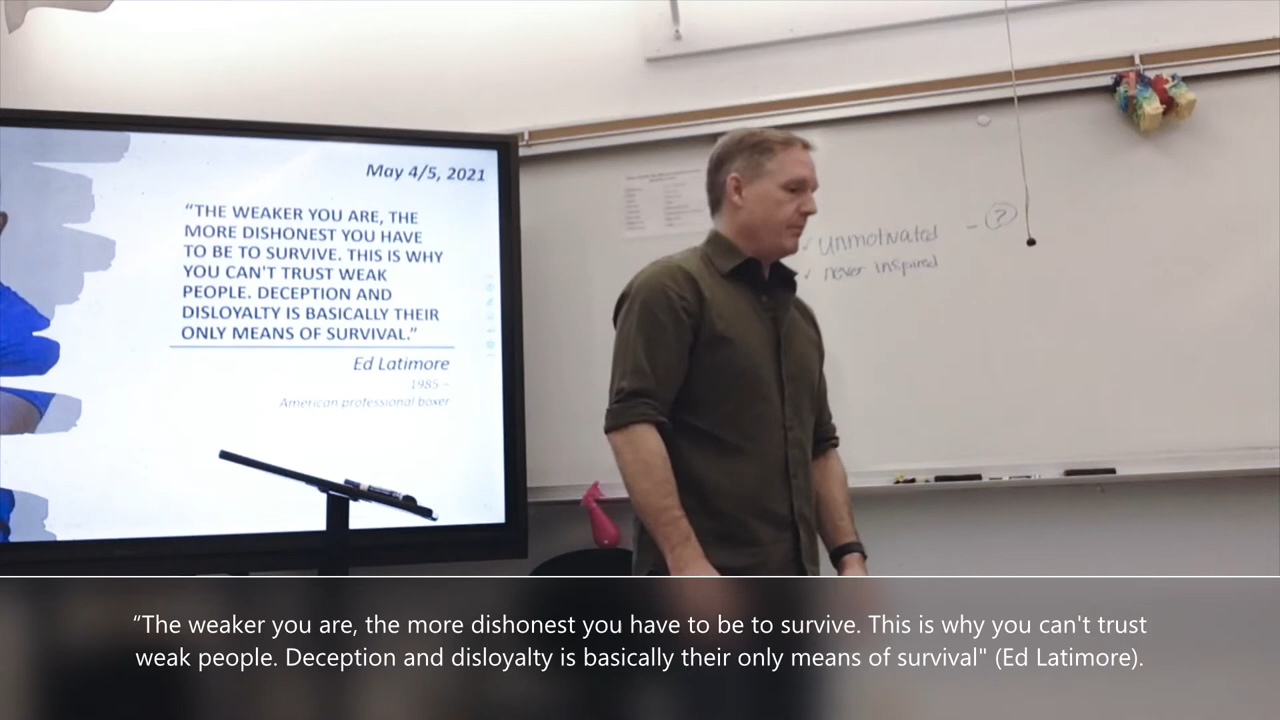 May 4/5, 2021
“THE WEAKER YOU ARE, THE
MORE DISHONEST YOU HAVE
TO BE TO SURVIVE. THIS IS WHY
YOU CAN'T TRUST WEAK
PEOPLE. DECEPTION AND
DISLOYALTY IS BASICALLY THEIR
ONLY MEANS OF SURVIVAL.”
Ed Latimore
1985 –
American professional boxer
✓ unmotivated – ?
✓ never inspired
“The weaker you are, the more dishonest you have to be to survive. This is why you can't trust
weak people. Deception and disloyalty is basically their only means of survival" (Ed Latimore).